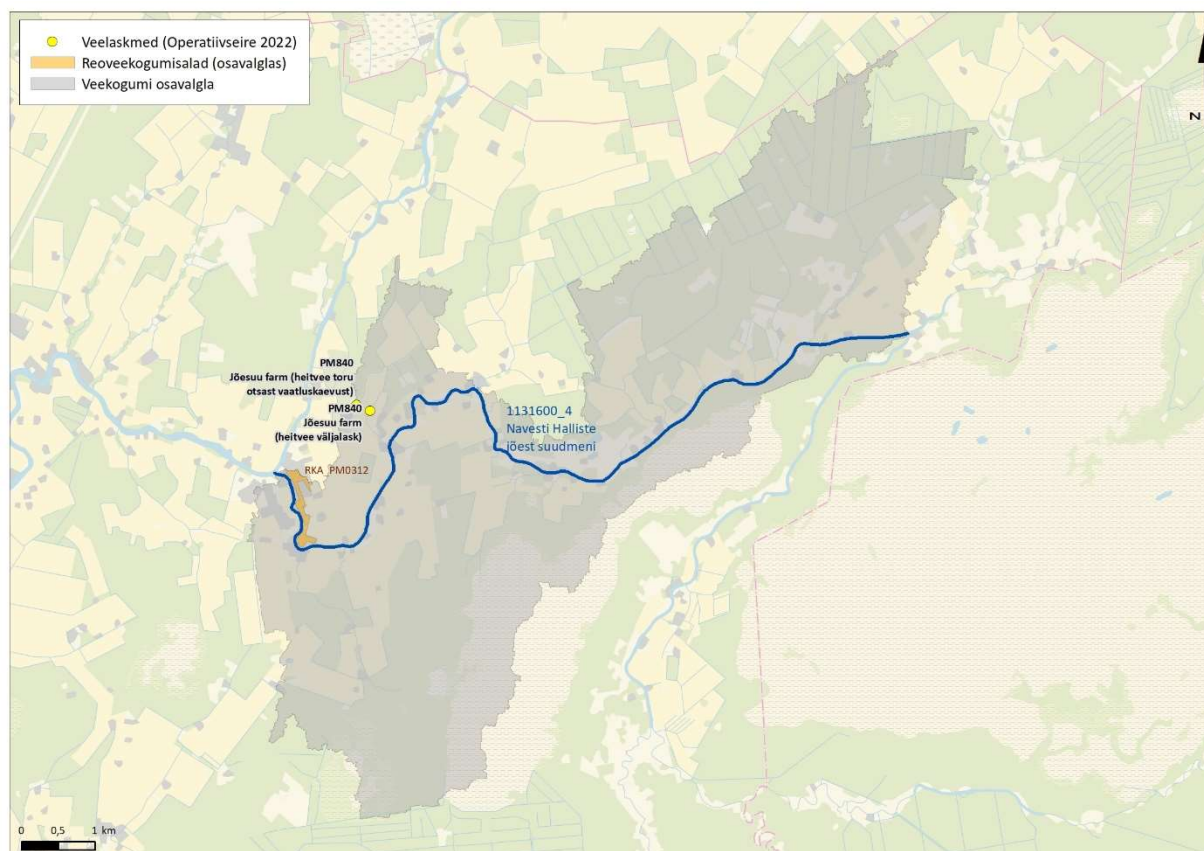 Veelaskmed (Operatiivseire 2022)
Reoveekogumisalad (osavalglas)
Veekogumi osavalgla
N
PM840
Jõesuu farm (heitvee toru
otsast vaatluskaevust)
PM840
Jõesuu farm
(heitvee väljalask)
1131600_4
Navesti Halliste
jõest suudmeni
RKA_PM0312
0 0,5 1 km